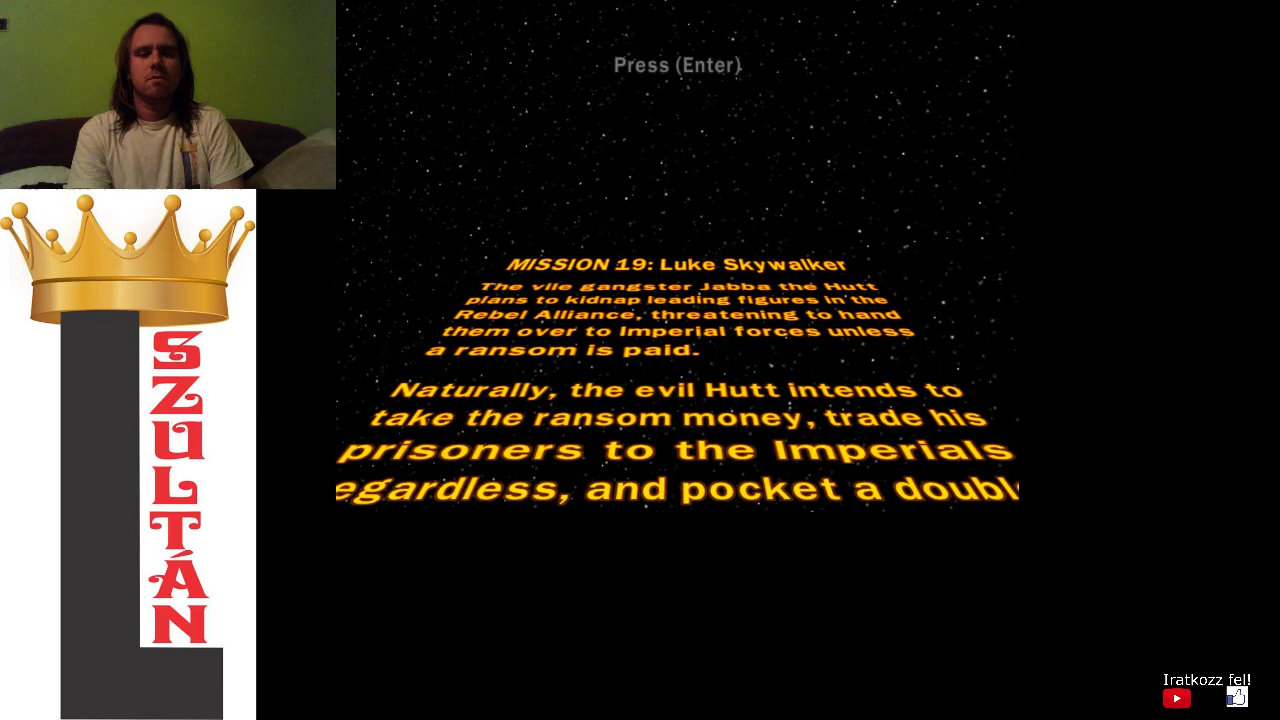 Press (Enter)
MISSION 19: Luke Skywalker
The vile gangster Jabba the Hutt
plans to kidnap leading figures in the
Rebel Alliance, threatening to hand
them over to Imperial forces unless
a ransom is paid.
Naturally, the evil Hutt intends to
take the ransom money, trade his
prisoners to the Imperials
egardless, and pocket a doubl
L
SZULTÁN
Iratkozz fel!